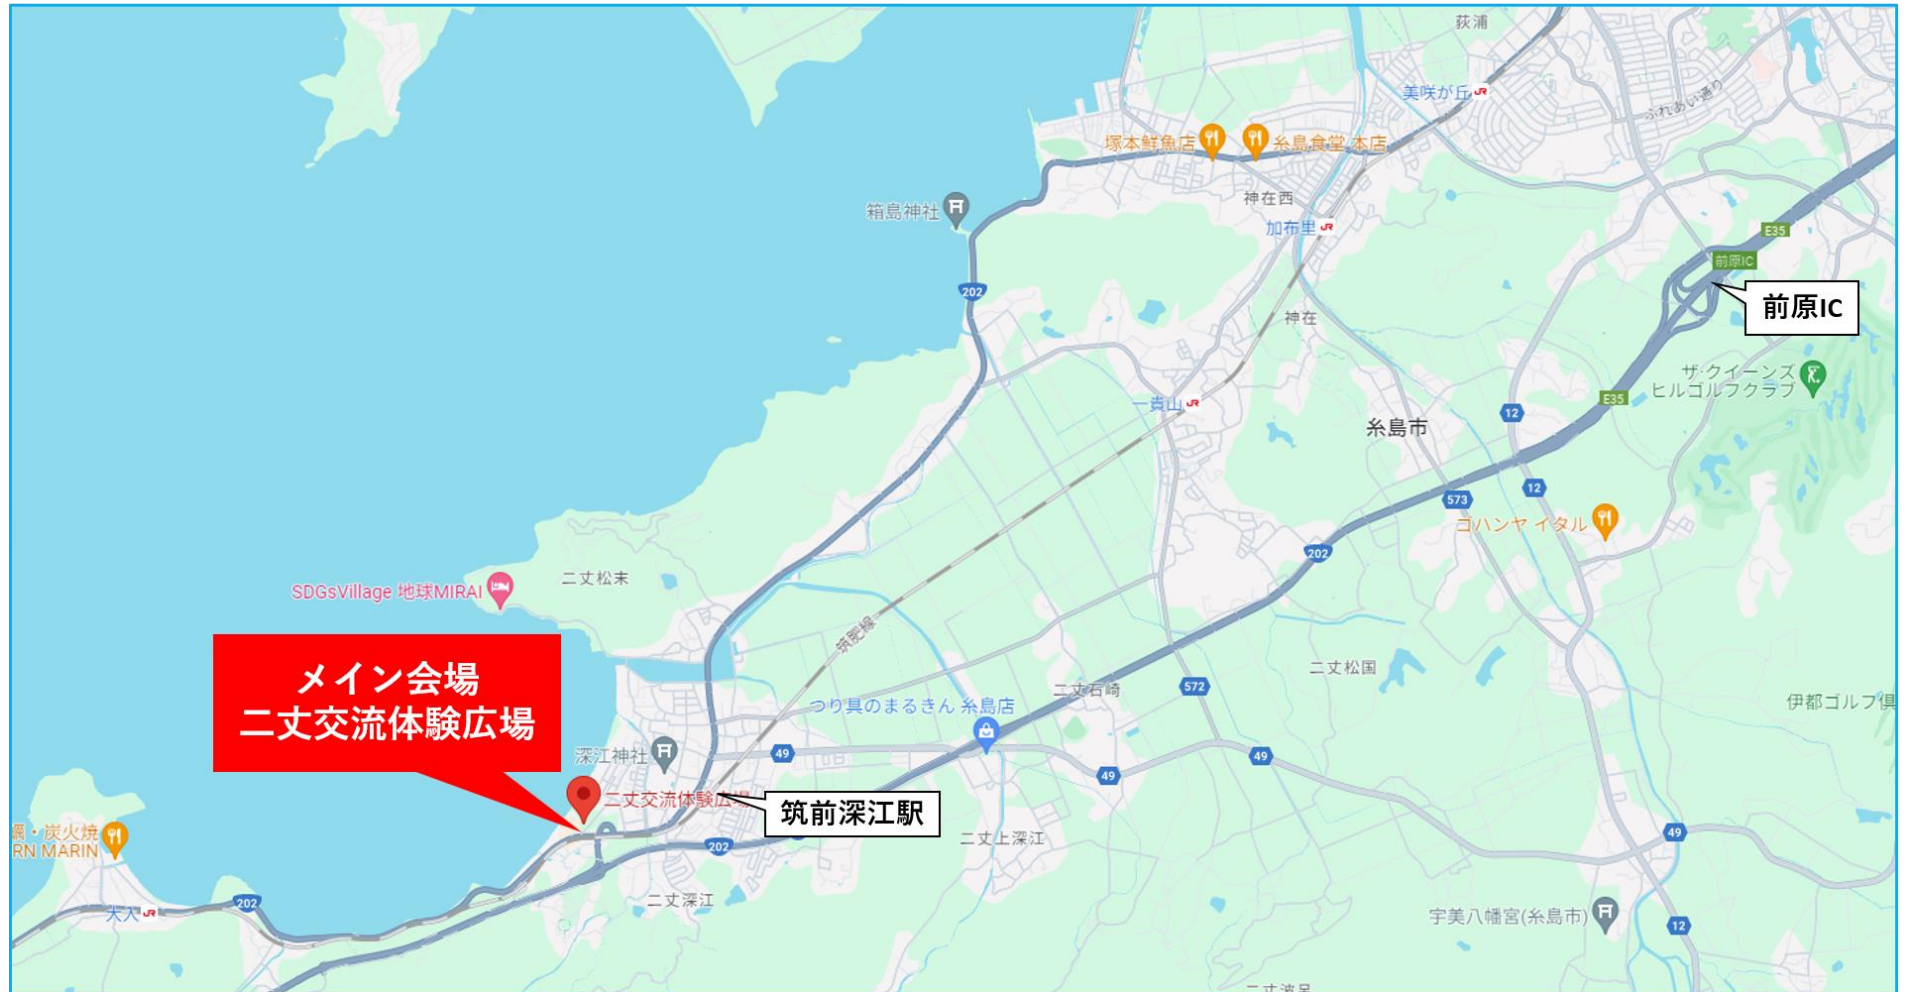 荻浦
美咲が丘
ふれあい通り
塚本鮮魚店
糸島食堂 本店
神在西
箱島神社
加布里
E35
前原IC
前原IC
202
神在
ザ・クイーンズ
ヒルゴルフクラブ
E35
一貴山
12
糸島市
573
12
ゴハンヤ イタル
202
二丈松末
SDGsVillage 地球MIRAI
筑肥線
メイン会場
二丈交流体験広場
二丈松国
572
二丈石崎
伊都ゴルフ倶
つり具のまるきん 糸島店
深江神社
49
49
49
二丈交流体験広場
筑前深江駅
・炭火焼
RN MARIN
202
二丈上深江
49
二丈深江
202
大入
宇美八幡宮(糸島市)
12